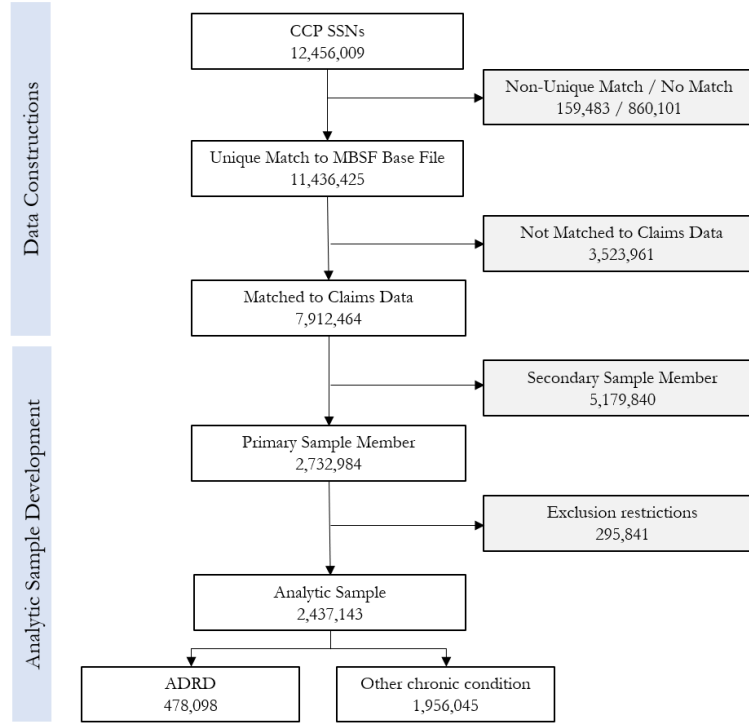 Data Constructions
CCP SSNs
12,456,009
Non-Unique Match / No Match
159,483 / 860,101
Unique Match to MBSF Base File
11,436,425
Not Matched to Claims Data
3,523,961
Matched to Claims Data
7,912,464
Analytic Sample Development
Secondary Sample Member
5,179,840
Primary Sample Member
2,732,984
Exclusion restrictions
295,841
Analytic Sample
2,437,143
ADRD
478,098
Other chronic condition
1,956,045